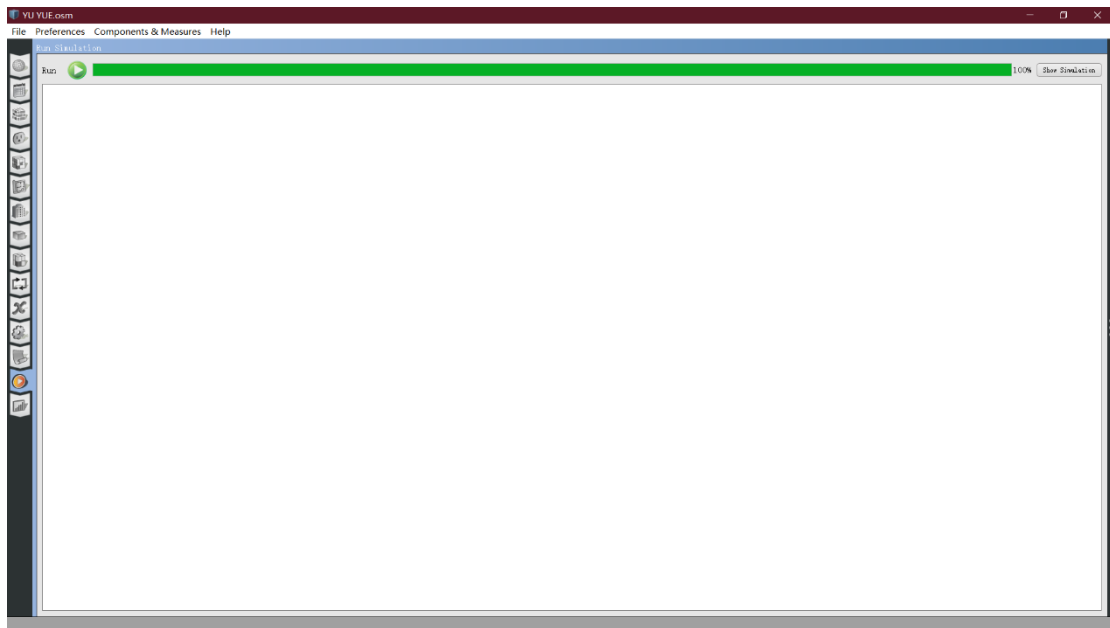 YU YUE.osm
File Preferences Components & Measures Help
Run Simulation
Run 100% Show Simulation